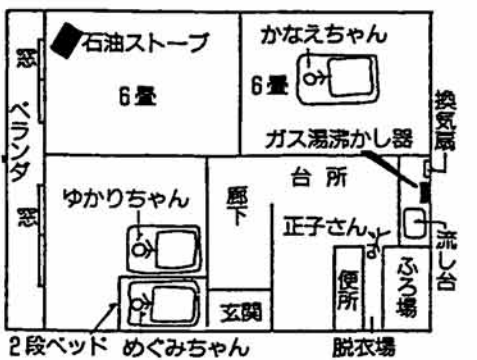 石油ストーブ
かなえちゃん
窓
6畳
6畳
換気扇
ベランダ
ガス湯沸かし器
台所
ゆかりちゃん
廊下
正子さん
窓
流し台
便所
ふろ場
玄関
2段ベッド
めぐみちゃん
脱衣場